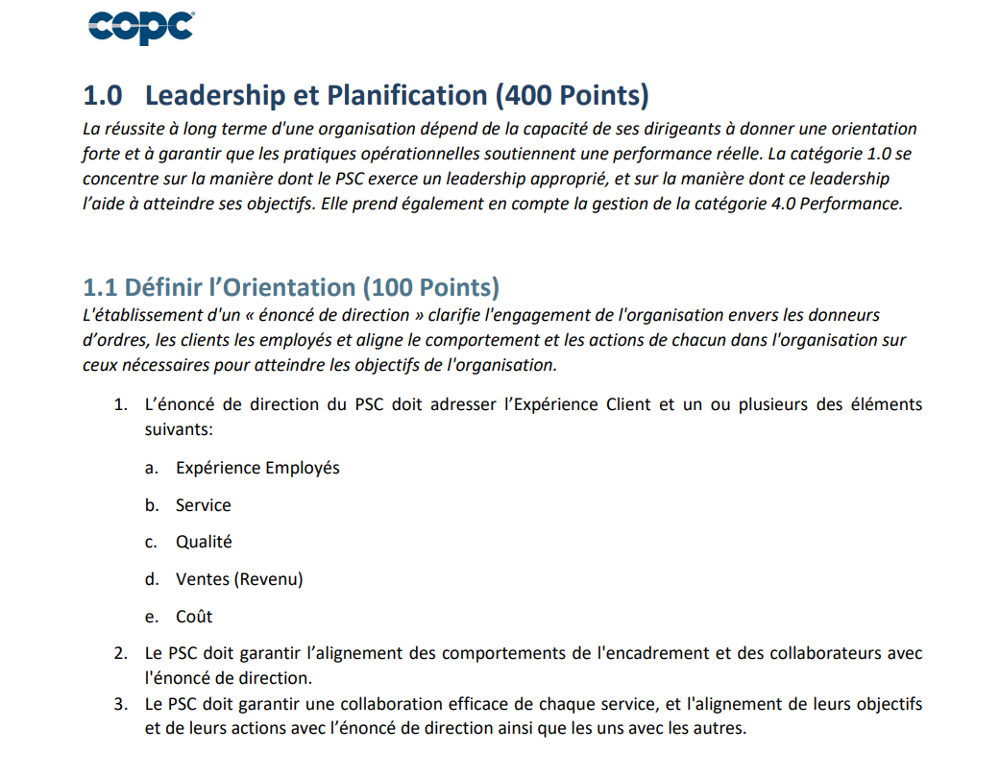 copc®
1.0 Leadership et Planification (400 Points)
La réussite à long terme d'une organisation dépend de la capacité de ses dirigeants à donner une orientation
forte et à garantir que les pratiques opérationnelles soutiennent une performance réelle. La catégorie 1.0 se
concentre sur la manière dont le PSC exerce un leadership approprié, et sur la manière dont ce leadership
l’aide à atteindre ses objectifs. Elle prend également en compte la gestion de la catégorie 4.0 Performance.
1.1 Définir l’Orientation (100 Points)
L'établissement d'un « énoncé de direction » clarifie l'engagement de l'organisation envers les donneurs
d’ordres, les clients les employés et aligne le comportement et les actions de chacun dans l'organisation sur
ceux nécessaires pour atteindre les objectifs de l'organisation.
1. L’énoncé de direction du PSC doit adresser l’Expérience Client et un ou plusieurs des éléments
suivants:
a. Expérience Employés
b. Service
c. Qualité
d. Ventes (Revenu)
e. Coût
2. Le PSC doit garantir l’alignement des comportements de l'encadrement et des collaborateurs avec
l'énoncé de direction.
3. Le PSC doit garantir une collaboration efficace de chaque service, et l'alignement de leurs objectifs
et de leurs actions avec l’énoncé de direction ainsi que les uns avec les autres.